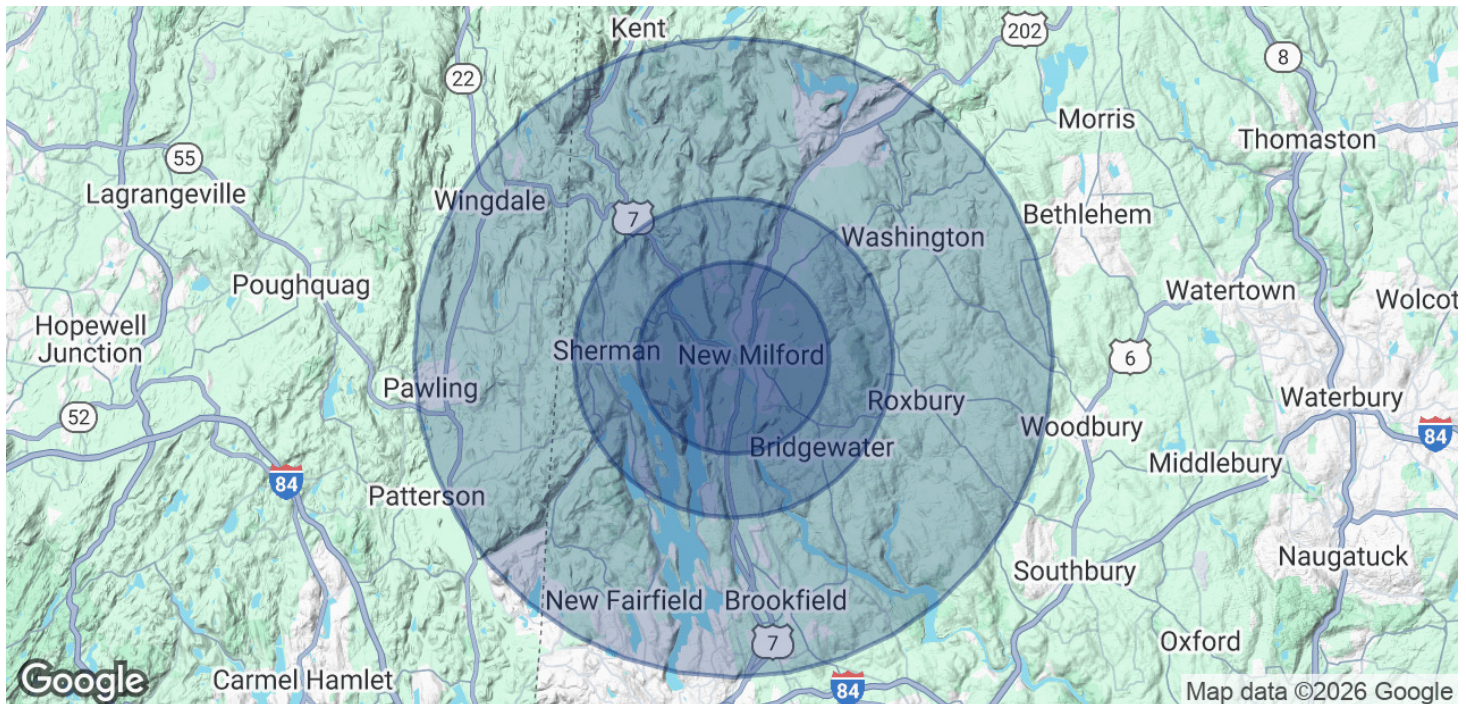 Kent
202
8
22
Morris
Thomaston
55
Lagrangeville
Wingdale
7
Bethlehem
Washington
Poughquag
Watertown
Wolcot
Hopewell
Junction
Sherman
New Milford
6
Pawling
Roxbury
Waterbury
52
Woodbury
84
Bridgewater
Middlebury
84
Patterson
Naugatuck
Southbury
New Fairfield
Brookfield
7
Oxford
Google
Carmel Hamlet
84
Map data ©2026 Google